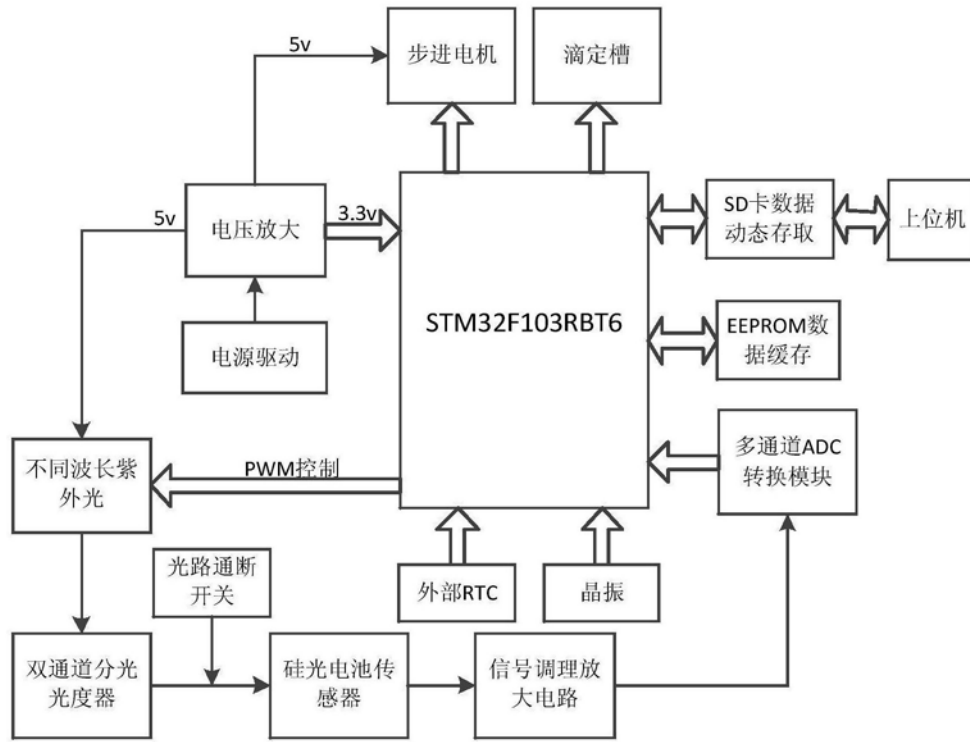 5v
步进电机
滴定槽
5v
电压放大
3.3v
SD卡数据
动态存取
上位机
STM32F103RBT6
EEPROM数
据缓存
电源驱动
不同波长紫
外光
PWM控制
多通道ADC
转换模块
光路通断
开关
外部RTC
晶振
双通道分光
光度器
硅光电池传
感器
信号调理放
大电路